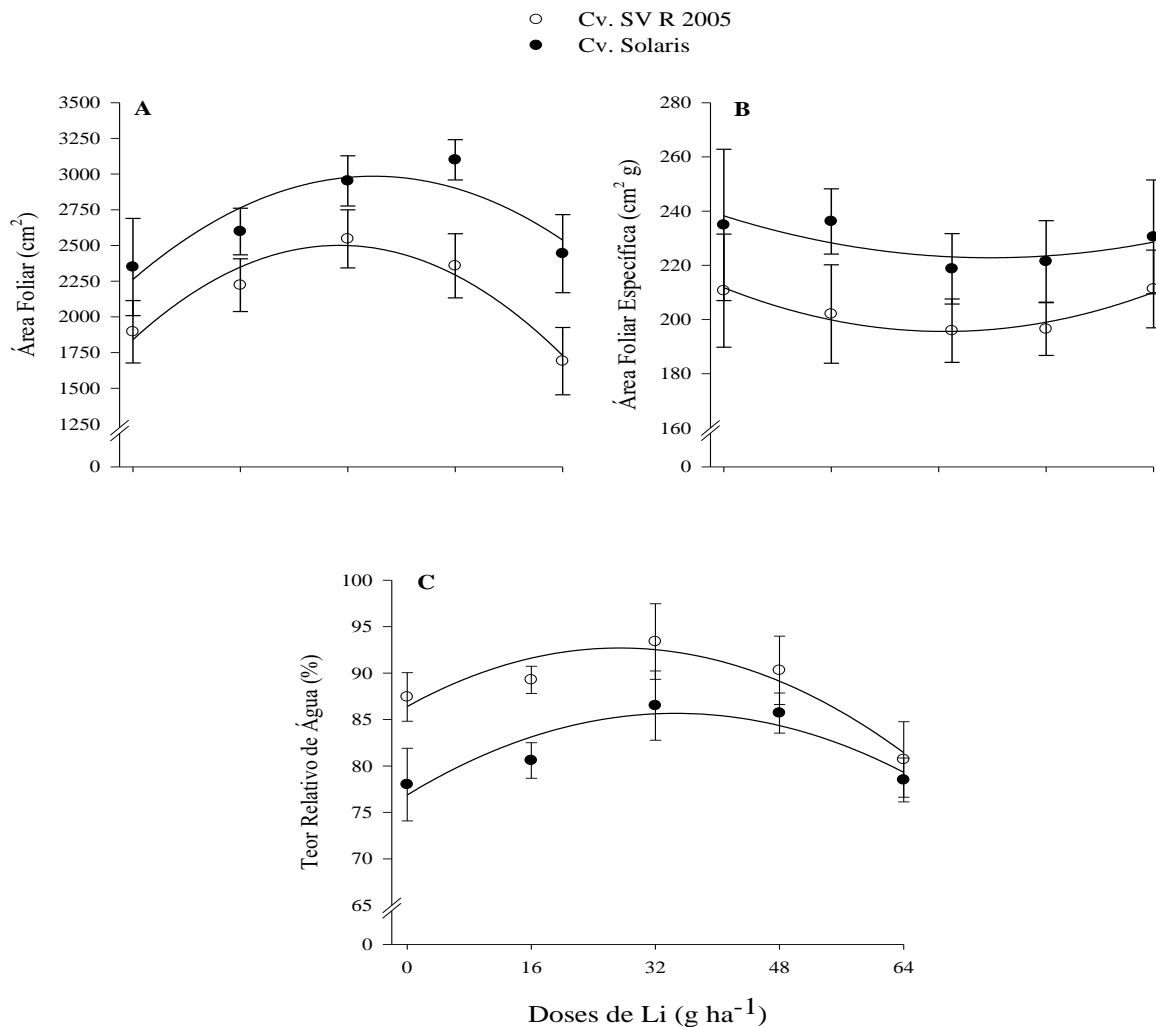 Cv. SV R 2005
Cv. Solaris
A
Área Foliar (cm²)
3500
3250
3000
2750
2500
2250
2000
1750
1500
1250
0
B
Área Foliar Específica (cm² g)
280
260
240
220
200
180
160
0
C
Teor Relativo de Água (%)
100
95
90
85
80
75
70
65
0
0 16 32 48 64
Doses de Li (g ha⁻¹)